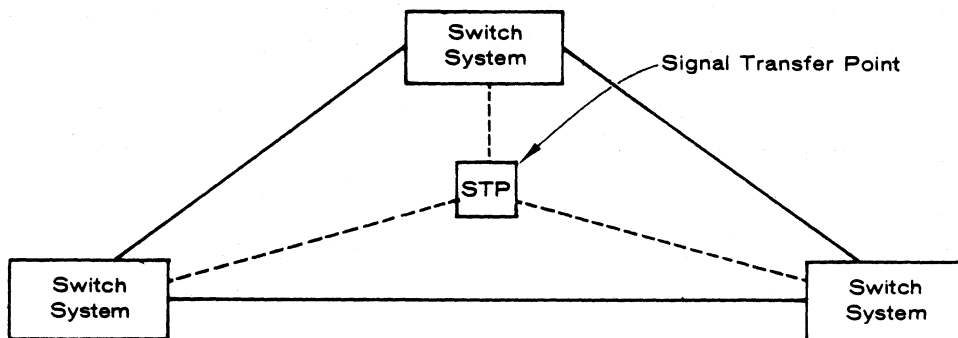 Switch
System
Signal Transfer Point
STP
Switch
System
Switch
System